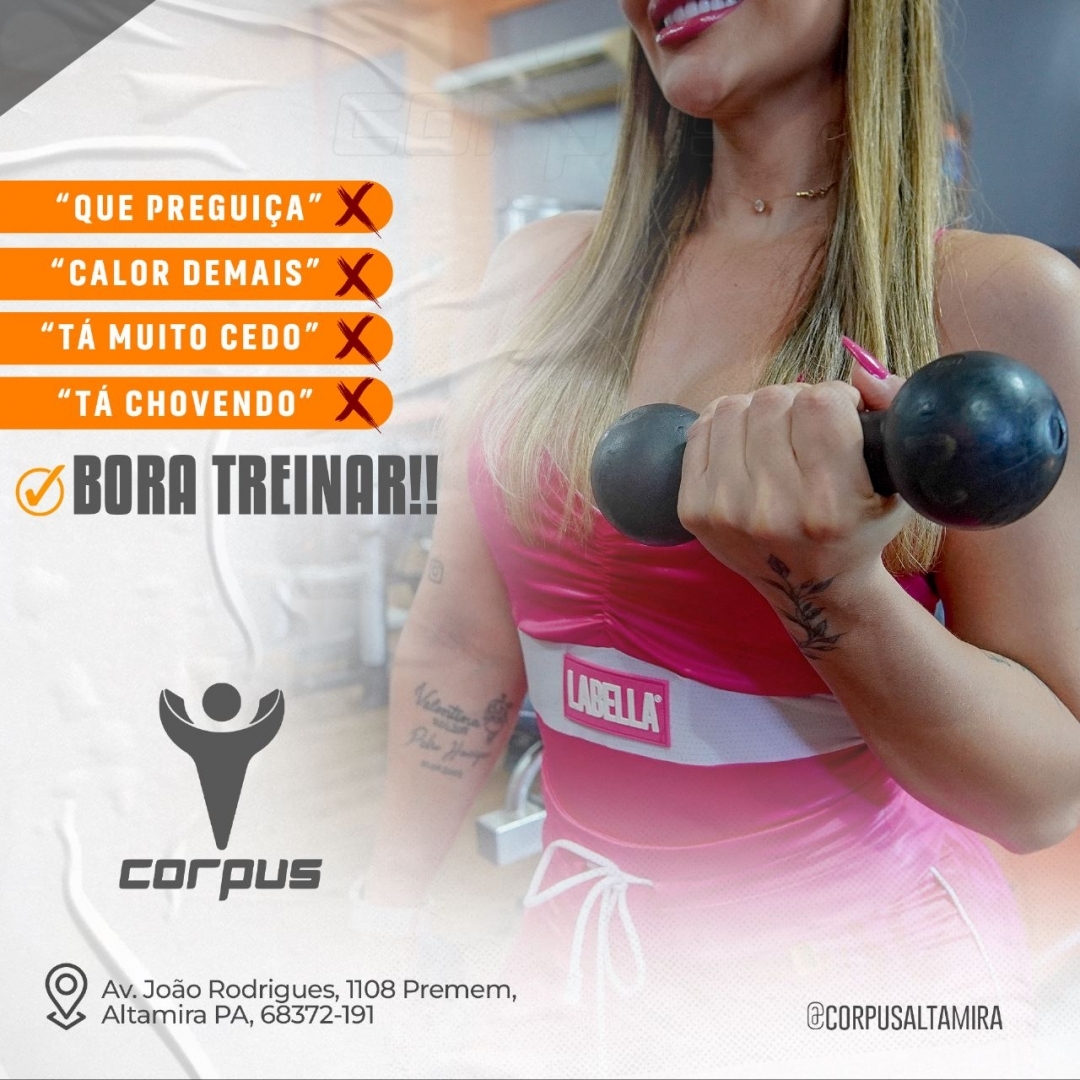 “QUE PREGUIÇA”
“CALOR DEMAIS”
“TÁ MUITO CEDO”
“TÁ CHOVENDO”
BORA TREINAR!!
LABELLA
Valentina
corpus
Av. João Rodrigues, 1108 Premem,
Altamira PA, 68372-191
@CORPUSALTAMIRA